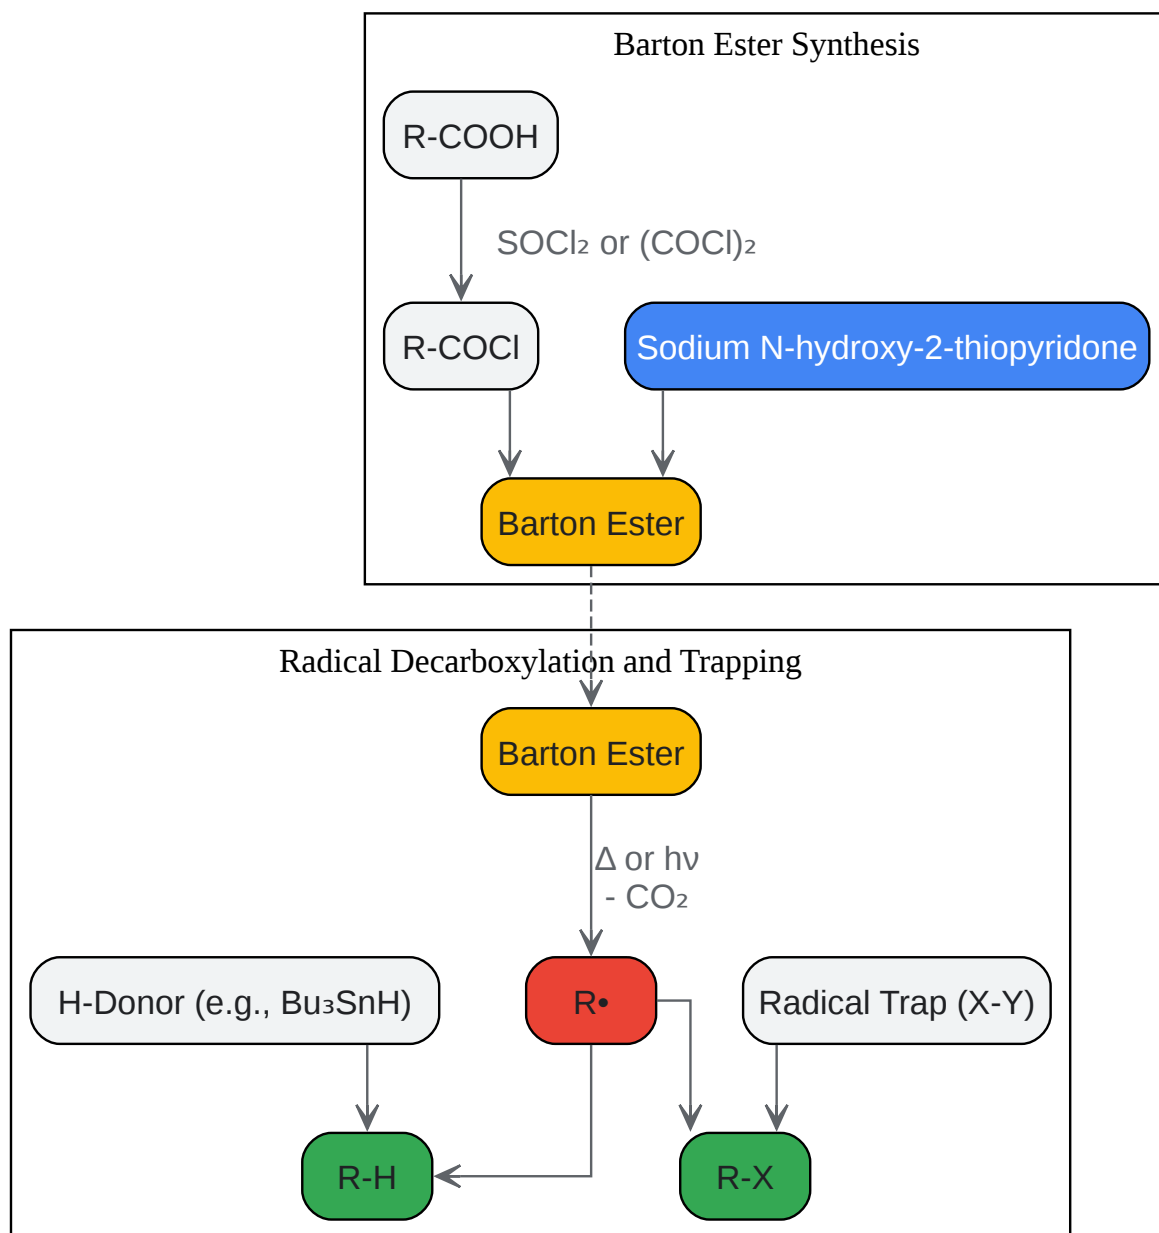 Barton Ester Synthesis
R-COOH
SOCl₂ or (COCl)₂
R-COCl
Sodium N-hydroxy-2-thiopyridone
Barton Ester
Radical Decarboxylation and Trapping
Barton Ester
Δ or hν
- CO₂
H-Donor (e.g., Bu₃SnH)
R•
Radical Trap (X-Y)
R-H
R-X